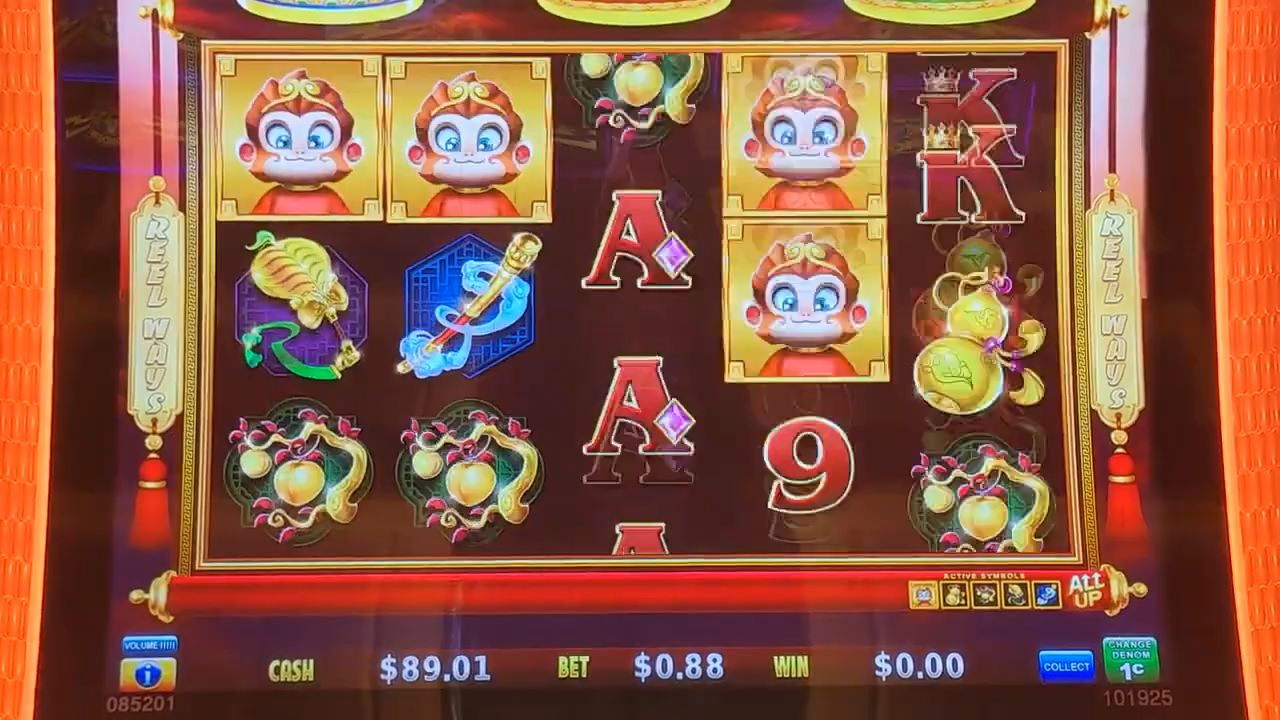 K
K
A
REEL WAYS
REEL WAYS
A
9
A
ACTIVE SYMBOLS
ALL UP
VOLUME !!!!!
CASH $89.01 BET $0.88 WIN $0.00
COLLECT
CHANGE DENOM
1¢
085201
101925